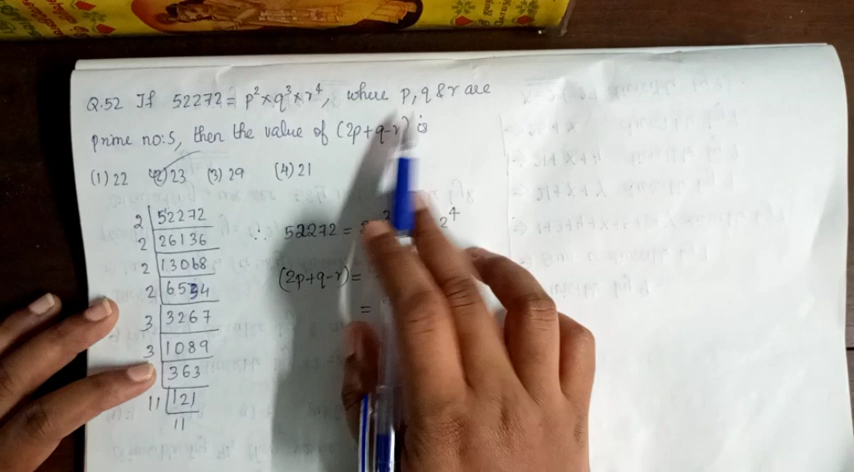 Q.52 If 52272 = p² × q³ × r⁴, where p, q & r are
prime no:s, then the value of (2p+q-r) is
(1) 22 (2) 23 (3) 29 (4) 21
2 52272
2 26136
2 13068
2 6534
3 3267
3 1089
363
11 121
11
∴ 52272 = 2⁴
(2p+q-r) =
=